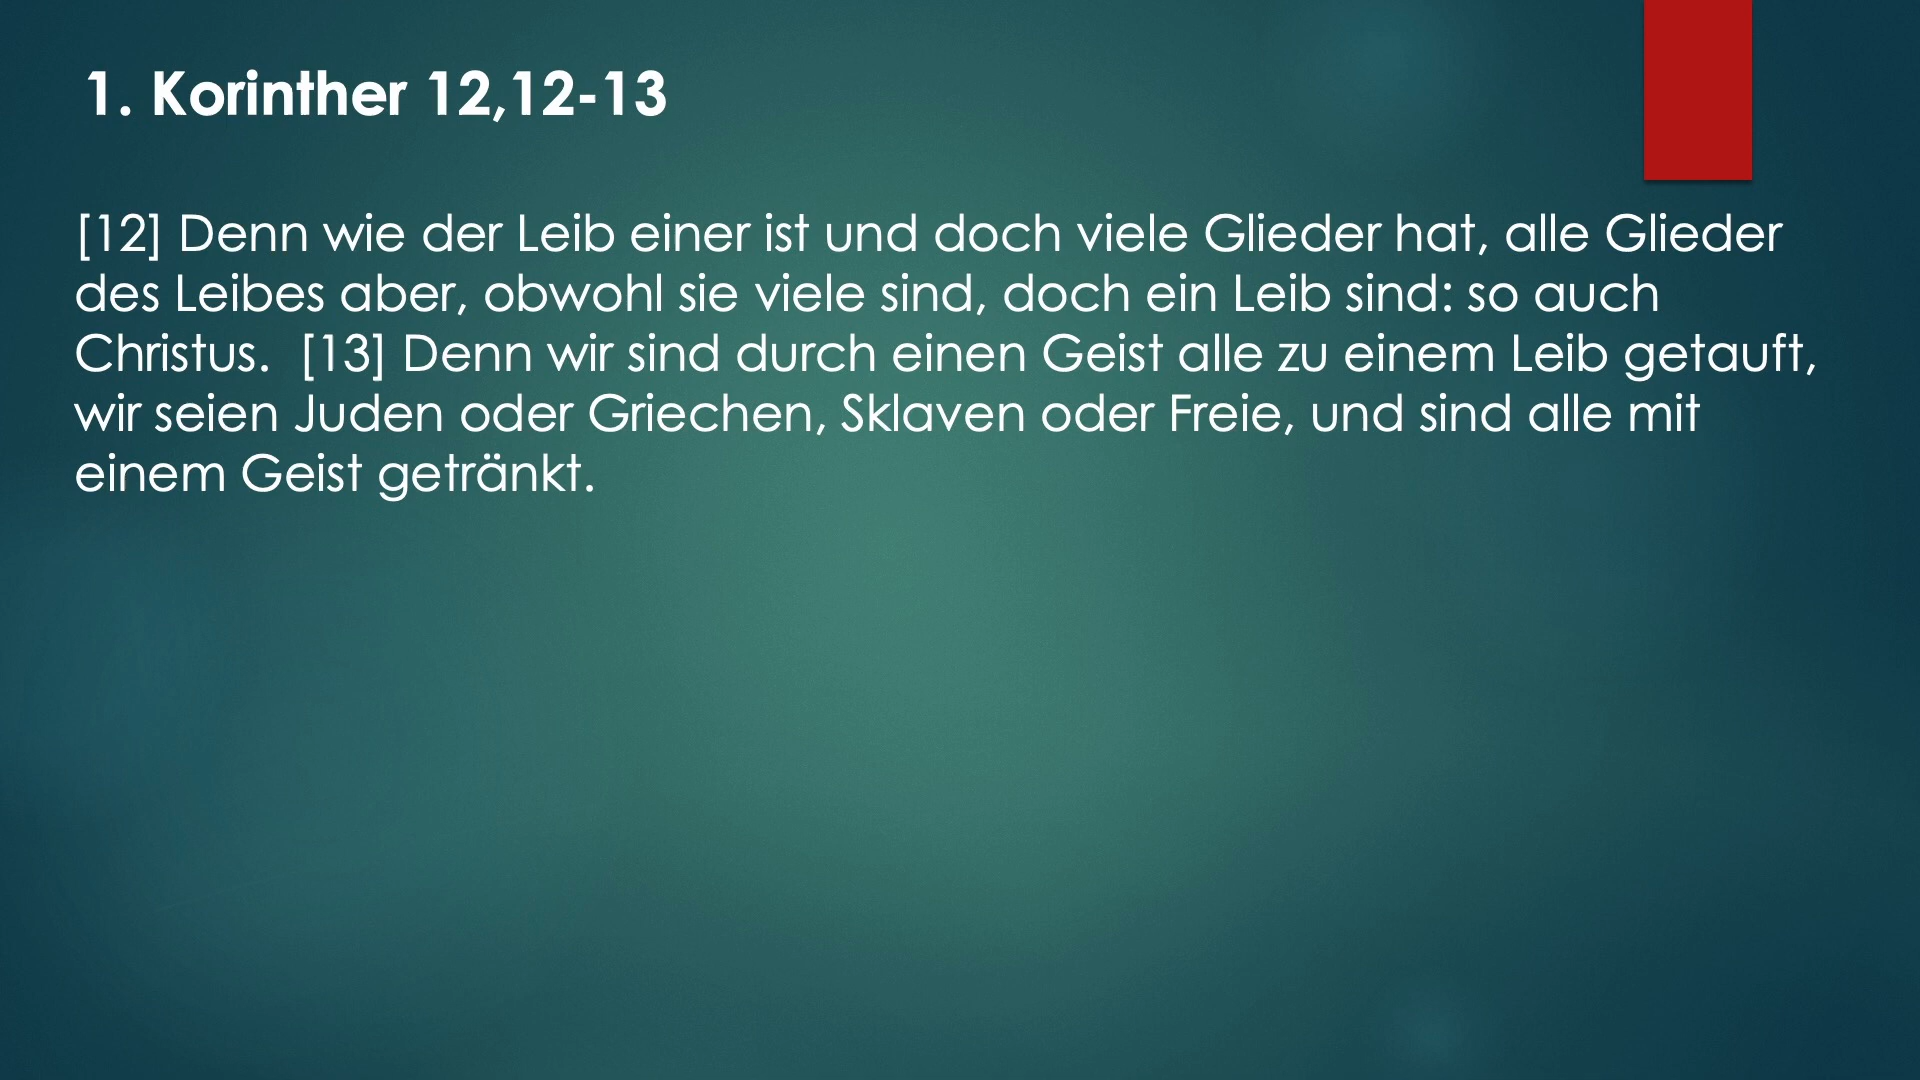 1. Korinther 12,12-13
[12] Denn wie der Leib einer ist und doch viele Glieder hat, alle Glieder
des Leibes aber, obwohl sie viele sind, doch ein Leib sind: so auch
Christus.  [13] Denn wir sind durch einen Geist alle zu einem Leib getauft,
wir seien Juden oder Griechen, Sklaven oder Freie, und sind alle mit
einem Geist getränkt.